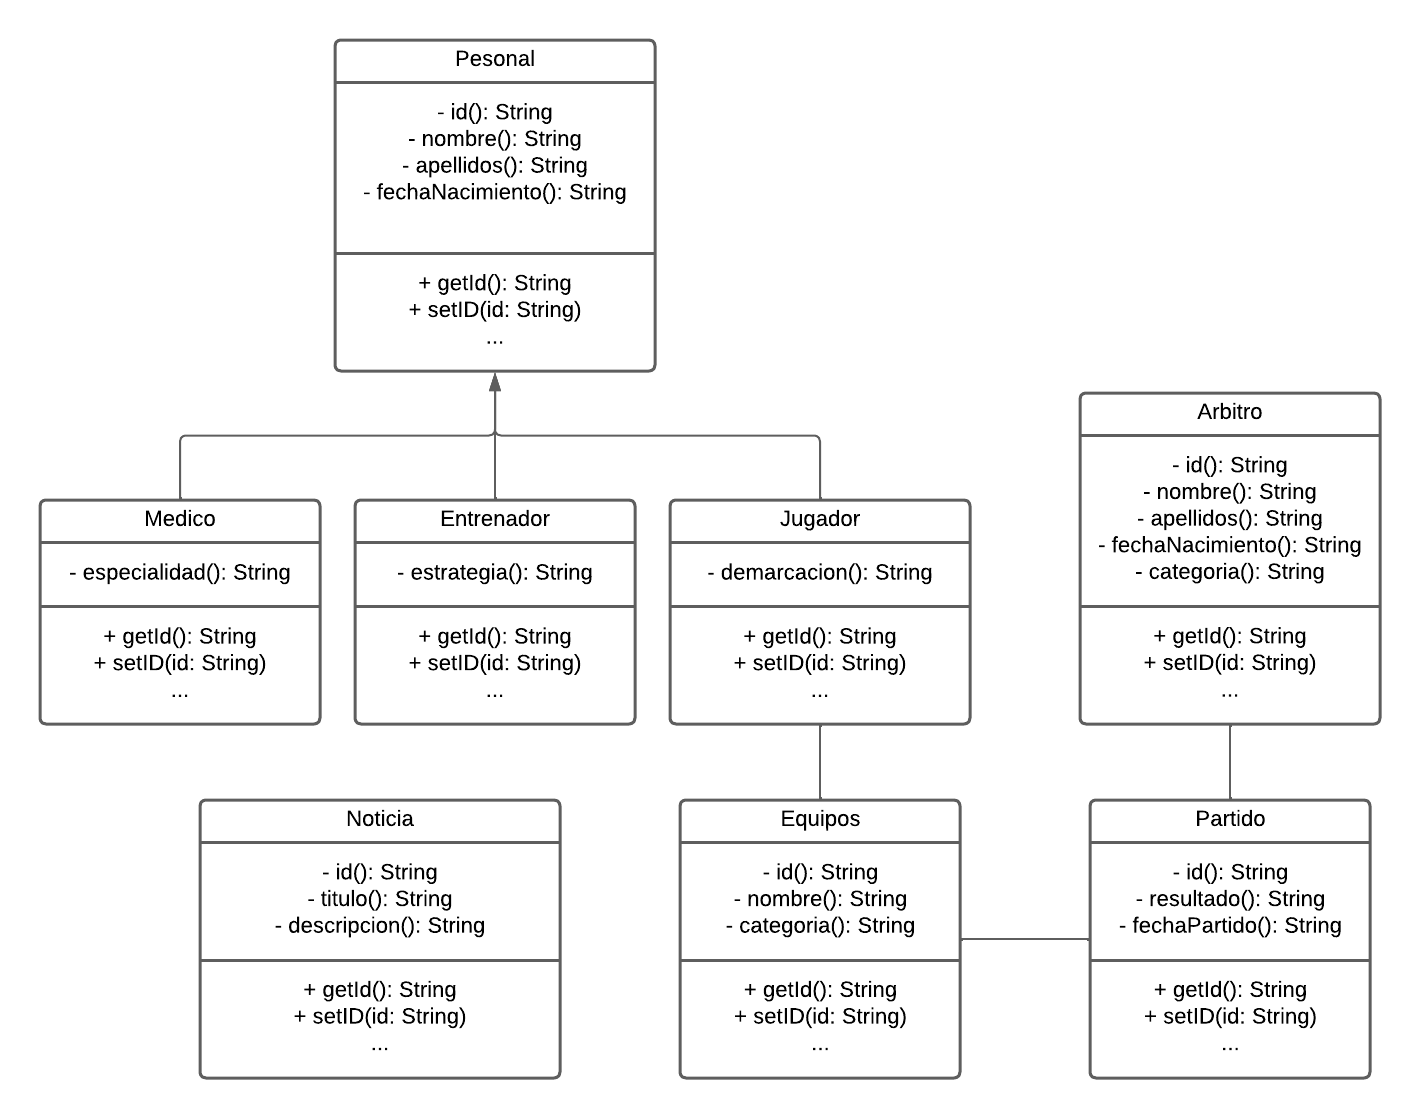 Pesonal
- id(): String
- nombre(): String
- apellidos(): String
- fechaNacimiento(): String
+ getId(): String
+ setID(id: String)
...
Arbitro
- id(): String
- nombre(): String
- apellidos(): String
- fechaNacimiento(): String
- categoria(): String
+ getId(): String
+ setID(id: String)
...
Medico
- especialidad(): String
+ getId(): String
+ setID(id: String)
...
Entrenador
- estrategia(): String
+ getId(): String
+ setID(id: String)
...
Jugador
- demarcacion(): String
+ getId(): String
+ setID(id: String)
...
Noticia
- id(): String
- titulo(): String
- descripcion(): String
+ getId(): String
+ setID(id: String)
...
Equipos
- id(): String
- nombre(): String
- categoria(): String
+ getId(): String
+ setID(id: String)
...
Partido
- id(): String
- resultado(): String
- fechaPartido(): String
+ getId(): String
+ setID(id: String)
...